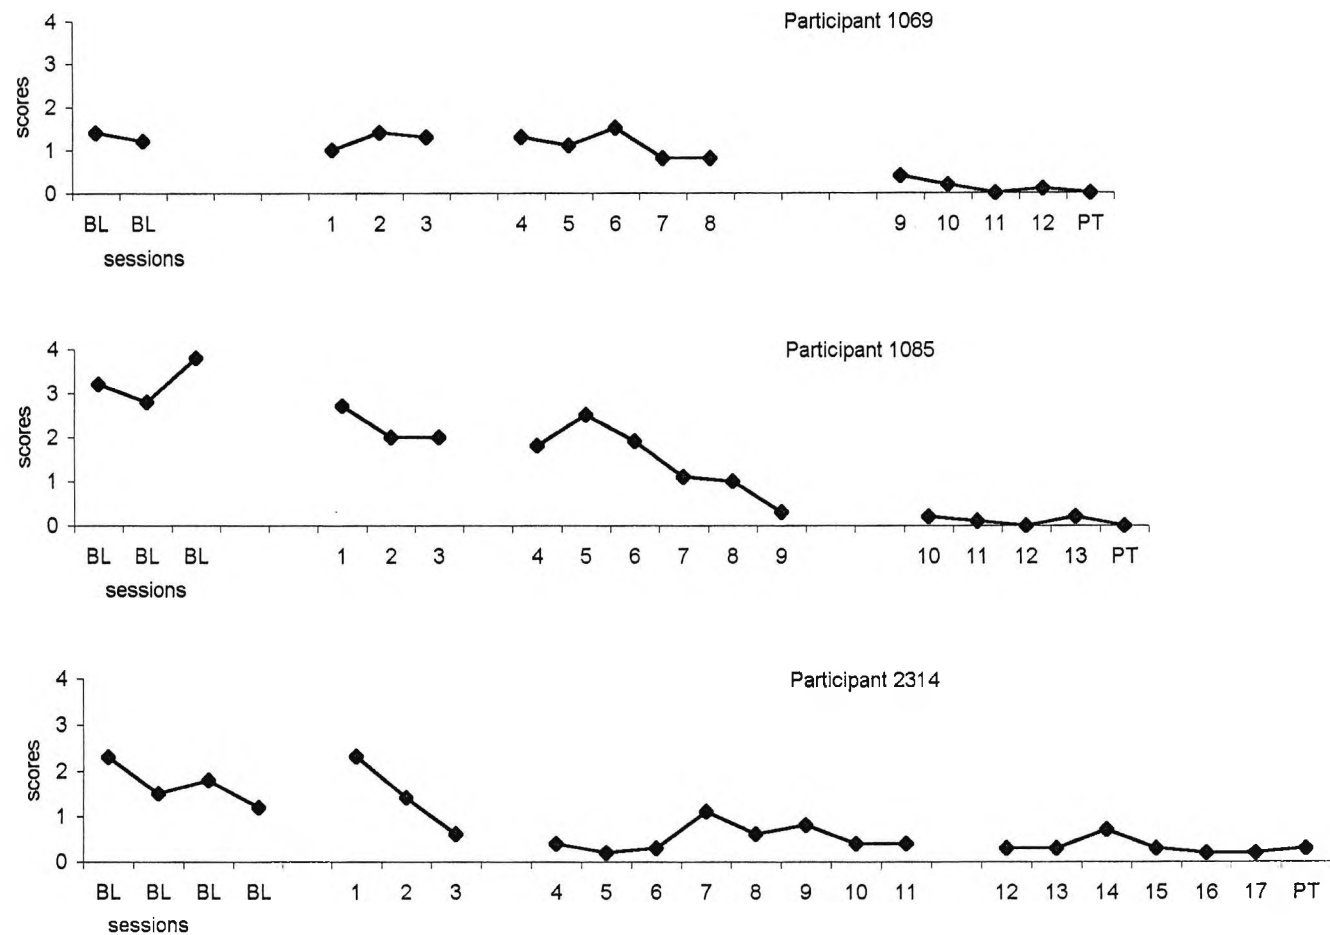 Participant 1069
4
3
2
1
0
scores
BL BL 1 2 3 4 5 6 7 8 9 10 11 12 PT
sessions
Participant 1085
4
3
2
1
0
scores
BL BL BL 1 2 3 4 5 6 7 8 9 10 11 12 13 PT
sessions
Participant 2314
4
3
2
1
0
scores
BL BL BL BL 1 2 3 4 5 6 7 8 9 10 11 12 13 14 15 16 17 PT
sessions